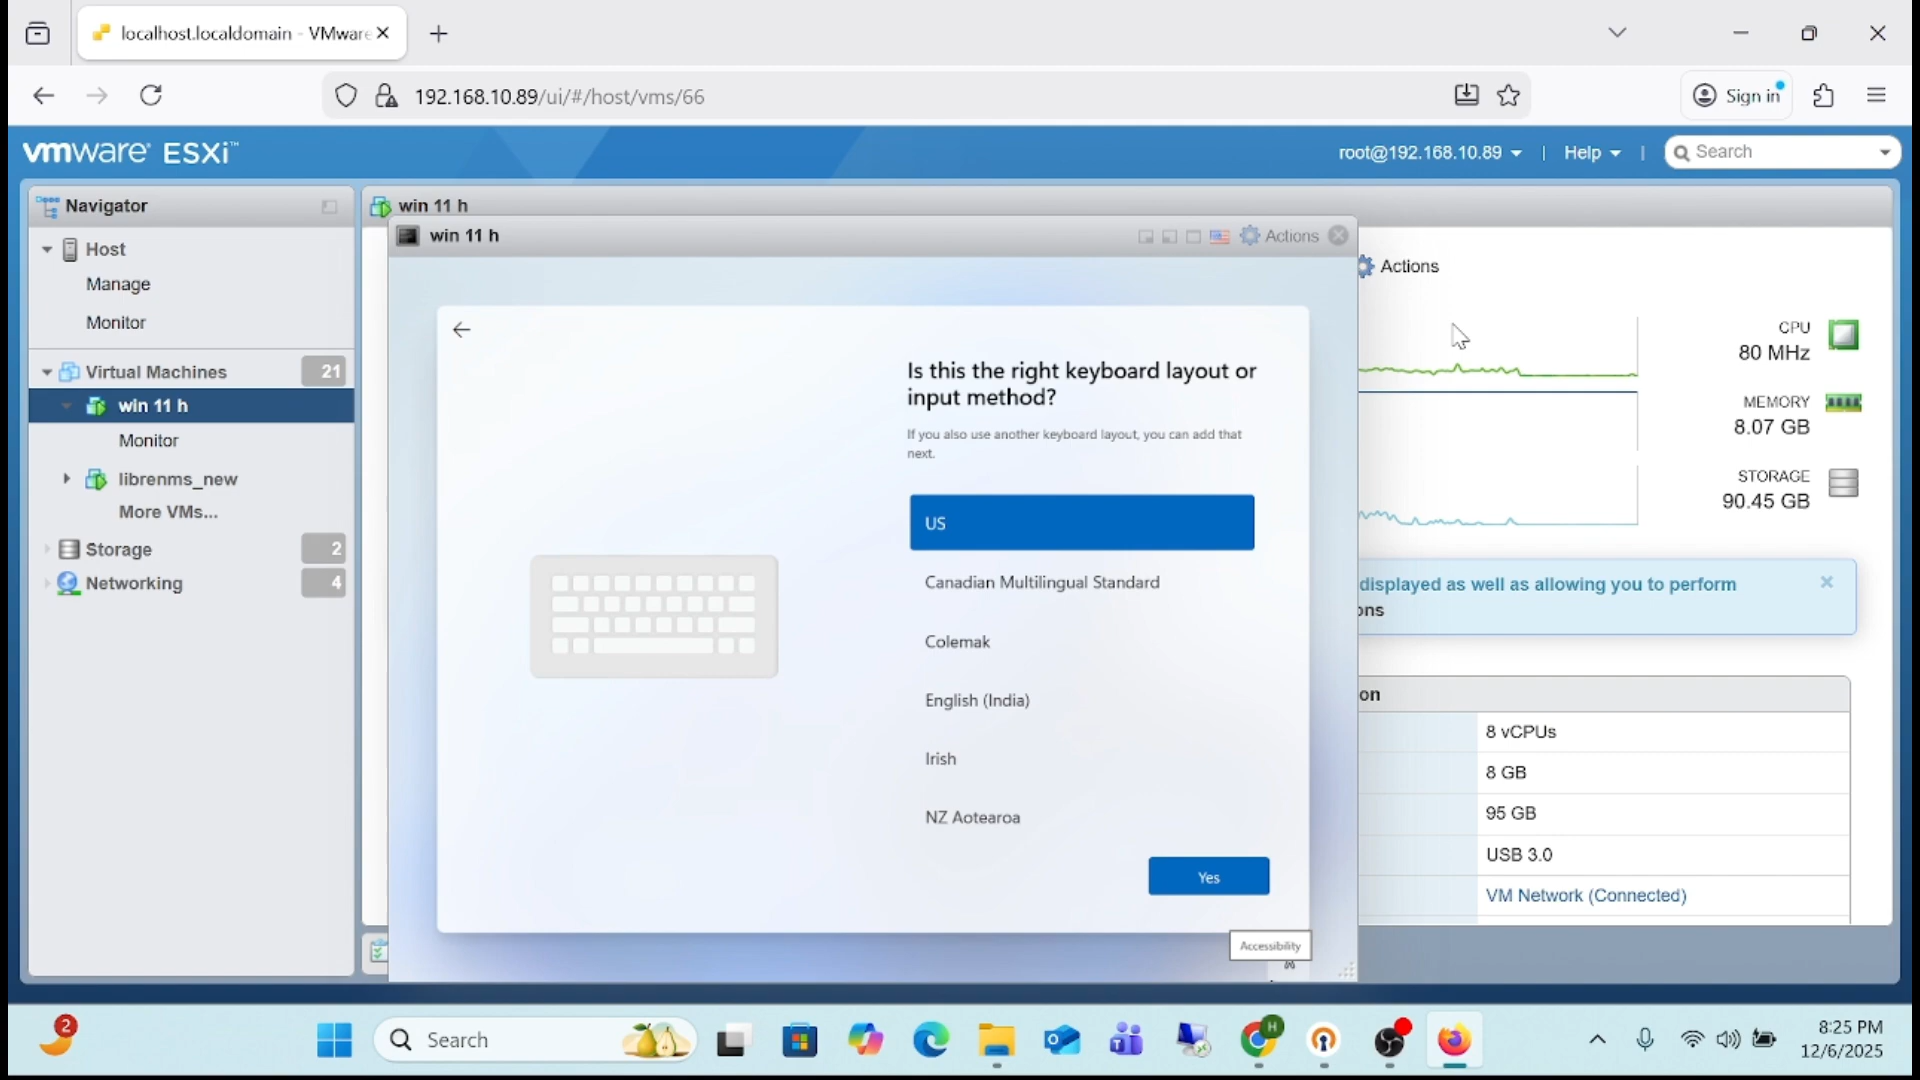 localhost.localdomain - VMware
192.168.10.89/ui/#/host/vms/66
Sign in
vmware ESXi™
root@192.168.10.89
|
Help
|
Search
Navigator
Host
Manage
Monitor
Virtual Machines
21
win 11 h
Monitor
librenms_new
More VMs...
Storage
2
Networking
4
win 11 h
win 11 h
Actions
Is this the right keyboard layout or
input method?
If you also use another keyboard layout, you can add that
next.
US
Canadian Multilingual Standard
Colemak
English (India)
Irish
NZ Aotearoa
Yes
Accessibility
Actions
CPU
80 MHz
MEMORY
8.07 GB
STORAGE
90.45 GB
displayed as well as allowing you to perform
ons
on
8 vCPUs
8 GB
95 GB
USB 3.0
VM Network (Connected)
2
Search
H
8:25 PM
12/6/2025